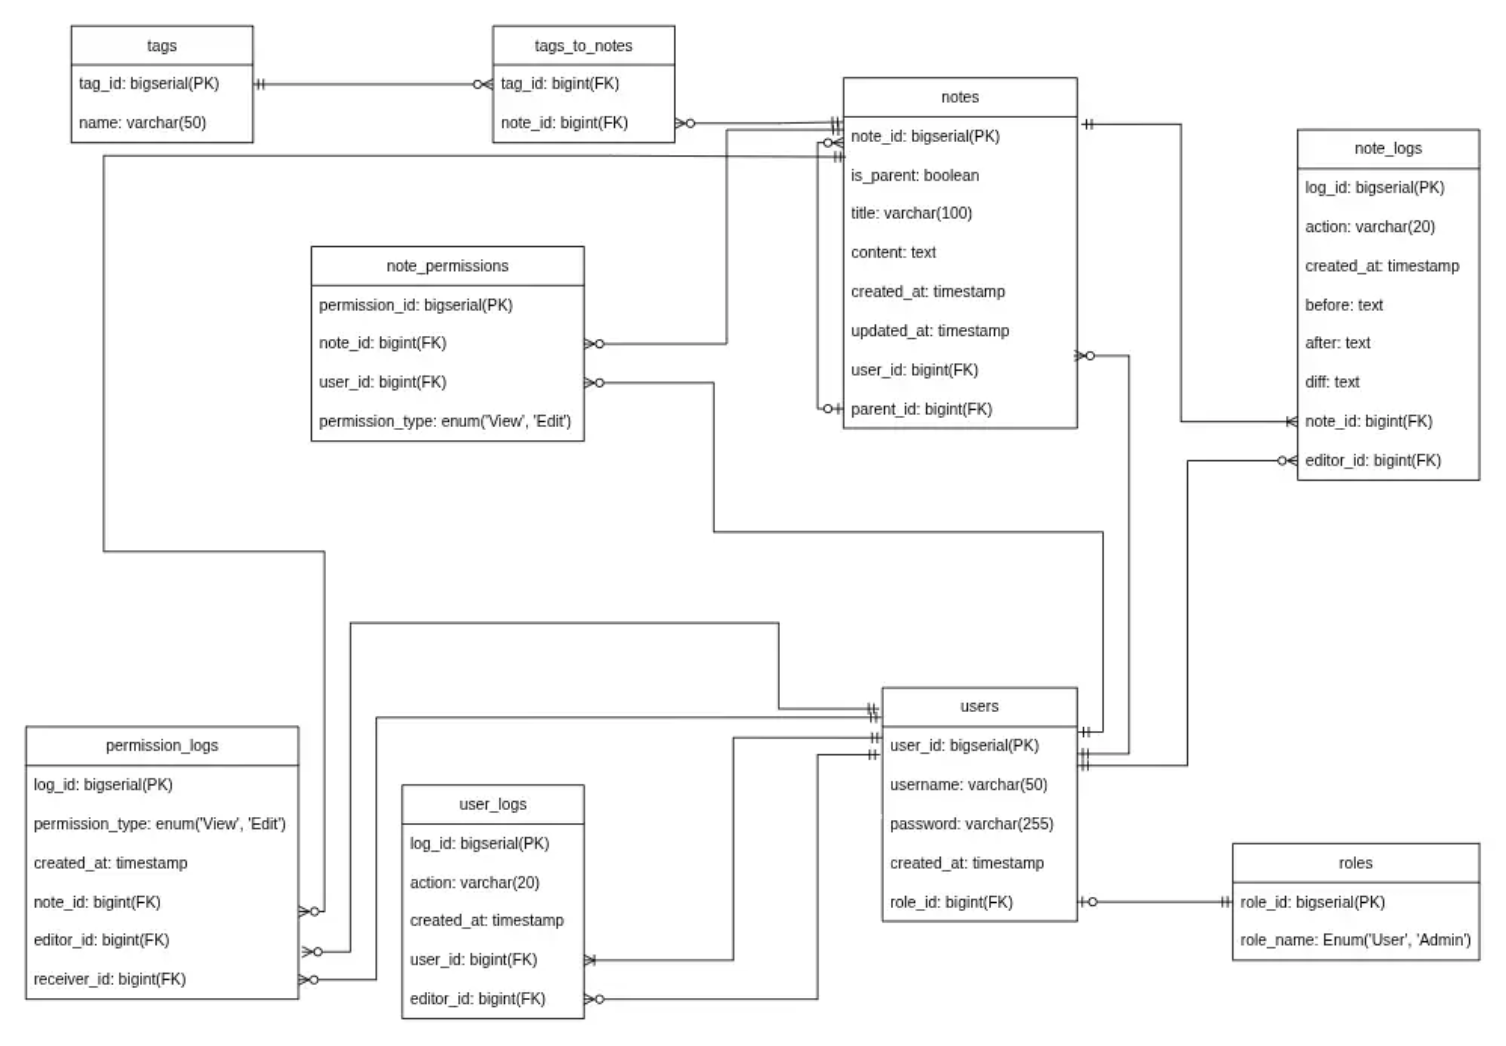 tags
tag_id: bigserial(PK)
name: varchar(50)
tags_to_notes
tag_id: bigint(FK)
note_id: bigint(FK)
notes
note_id: bigserial(PK)
is_parent: boolean
title: varchar(100)
content: text
created_at: timestamp
updated_at: timestamp
user_id: bigint(FK)
parent_id: bigint(FK)
note_logs
log_id: bigserial(PK)
action: varchar(20)
created_at: timestamp
before: text
after: text
diff: text
note_id: bigint(FK)
editor_id: bigint(FK)
note_permissions
permission_id: bigserial(PK)
note_id: bigint(FK)
user_id: bigint(FK)
permission_type: enum('View', 'Edit')
permission_logs
log_id: bigserial(PK)
permission_type: enum('View', 'Edit')
created_at: timestamp
note_id: bigint(FK)
editor_id: bigint(FK)
receiver_id: bigint(FK)
user_logs
log_id: bigserial(PK)
action: varchar(20)
created_at: timestamp
user_id: bigint(FK)
editor_id: bigint(FK)
users
user_id: bigserial(PK)
username: varchar(50)
password: varchar(255)
created_at: timestamp
role_id: bigint(FK)
roles
role_id: bigserial(PK)
role_name: Enum('User', 'Admin')